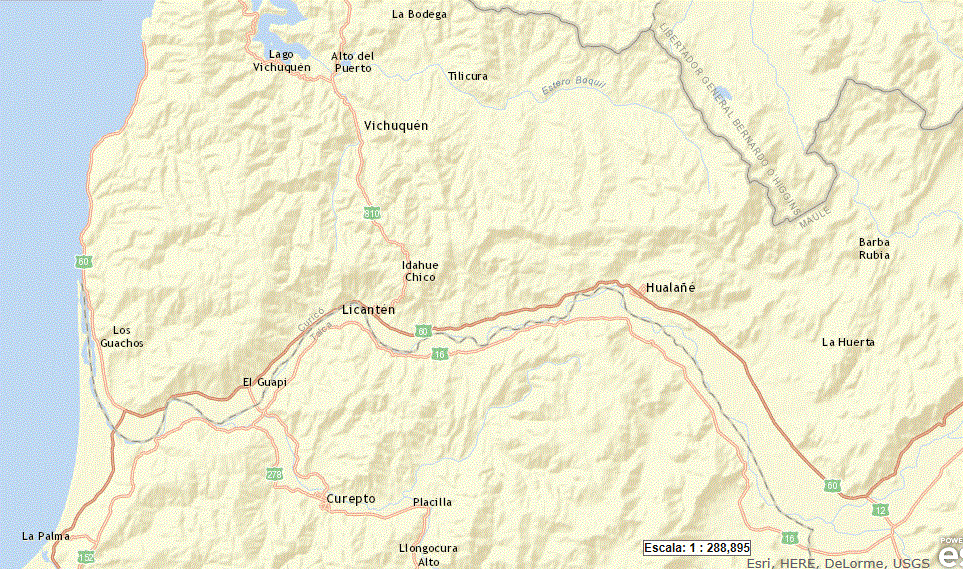 La Bodega
Lago
Vichuquén
Alto del
Puerto
Tilicura
Estero Baquil
LIBERTADOR GENERAL BERNARDO O HIGGINS
MAULE
Vichuquén
810
Barba
Rubia
60
Idahue
Chico
Hualañé
Licantén
Curicó
Talca
60
16
Los
Guachos
La Huerta
El Guapi
278
Curepto
Placilla
60
12
La Palma
152
Llongocura
Alto
16
Escala: 1 : 288,895
POWE
es
Esri, HERE, DeLorme, USGS